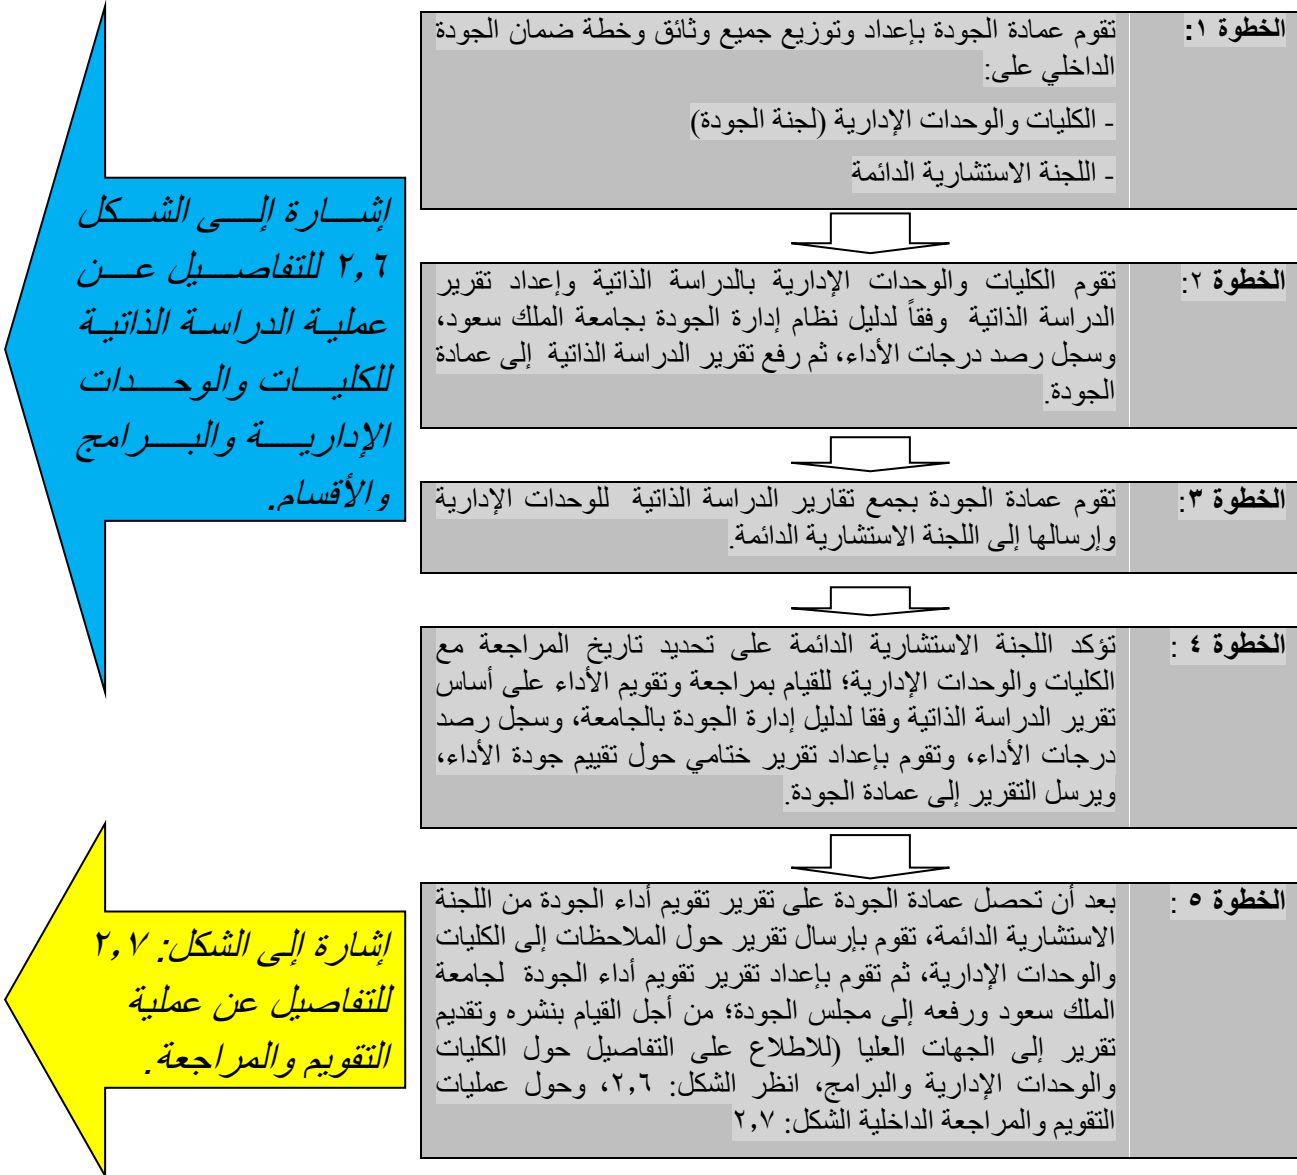 الخطوة ١:
تقوم عمادة الجودة بإعداد وتوزيع جميع وثائق وخطة ضمان الجودة
الداخلي على:
- الكليات والوحدات الإدارية (لجنة الجودة)
- اللجنة الاستشارية الدائمة
الخطوة ٢:
تقوم الكليات والوحدات الإدارية بالدراسة الذاتية وإعداد تقرير
الدراسة الذاتية وفقاً لدليل نظام إدارة الجودة بجامعة الملك سعود،
وسجل رصد درجات الأداء، ثم رفع تقرير الدراسة الذاتية إلى عمادة
الجودة.
الخطوة ٣:
تقوم عمادة الجودة بجمع تقارير الدراسة الذاتية للوحدات الإدارية
وإرسالها إلى اللجنة الاستشارية الدائمة.
الخطوة ٤ :
تؤكد اللجنة الاستشارية الدائمة على تحديد تاريخ المراجعة مع
الكليات والوحدات الإدارية؛ للقيام بمراجعة وتقويم الأداء على أساس
تقرير الدراسة الذاتية وفقا لدليل إدارة الجودة بالجامعة، وسجل رصد
درجات الأداء، وتقوم بإعداد تقرير ختامي حول تقييم جودة الأداء،
ويرسل التقرير إلى عمادة الجودة.
الخطوة ٥ :
بعد أن تحصل عمادة الجودة على تقرير تقويم أداء الجودة من اللجنة
الاستشارية الدائمة، تقوم بإرسال تقرير حول الملاحظات إلى الكليات
والوحدات الإدارية، ثم تقوم بإعداد تقرير تقويم أداء الجودة لجامعة
الملك سعود ورفعه إلى مجلس الجودة؛ من أجل القيام بنشره وتقديم
تقرير إلى الجهات العليا (للاطلاع على التفاصيل حول الكليات
والوحدات الإدارية والبرامج، انظر الشكل: ٢,٦، وحول عمليات
التقويم والمراجعة الداخلية الشكل: ٢,٧
إشارة إلى الشكل
٢,٦ للتفاصيل عن
عملية الدراسة الذاتية
للكليات والوحدات
الإدارية والبرامج
والأقسام.
إشارة إلى الشكل: ٢,٧
للتفاصيل عن عملية
التقويم والمراجعة.